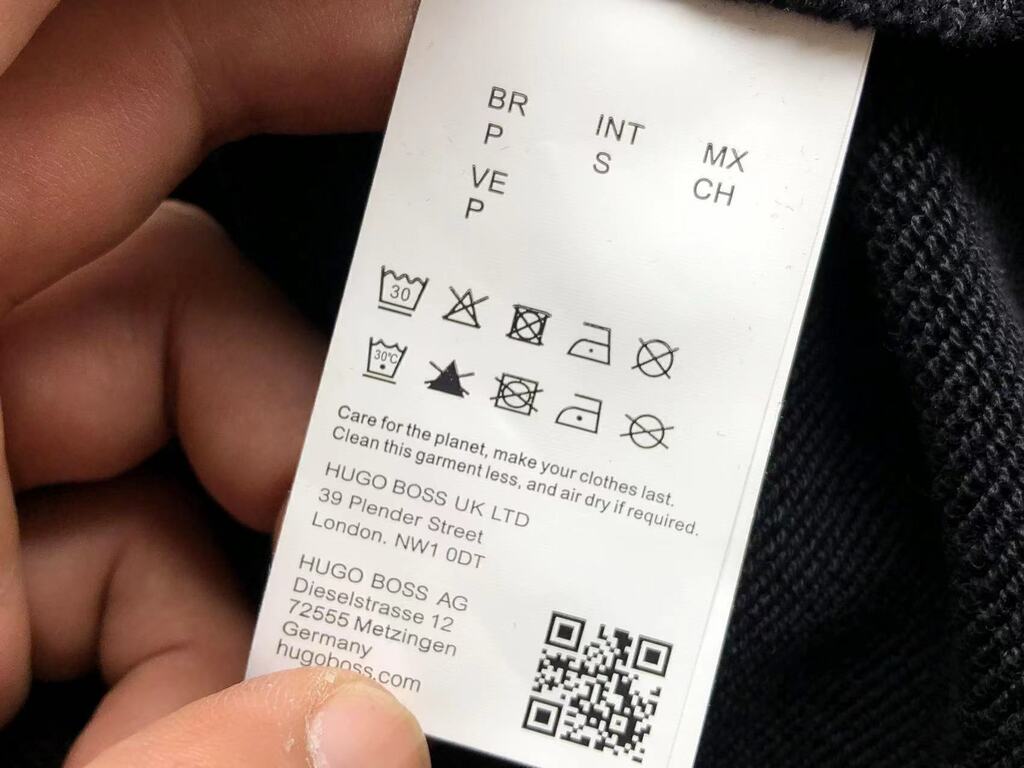 BR INT MX
P S CH
VE
P
30
30°C
Care for the planet, make your clothes last.
Clean this garment less, and air dry if required.
HUGO BOSS UK LTD
39 Plender Street
London. NW1 0DT
HUGO BOSS AG
Dieselstrasse 12
72555 Metzingen
Germany
hugoboss.com